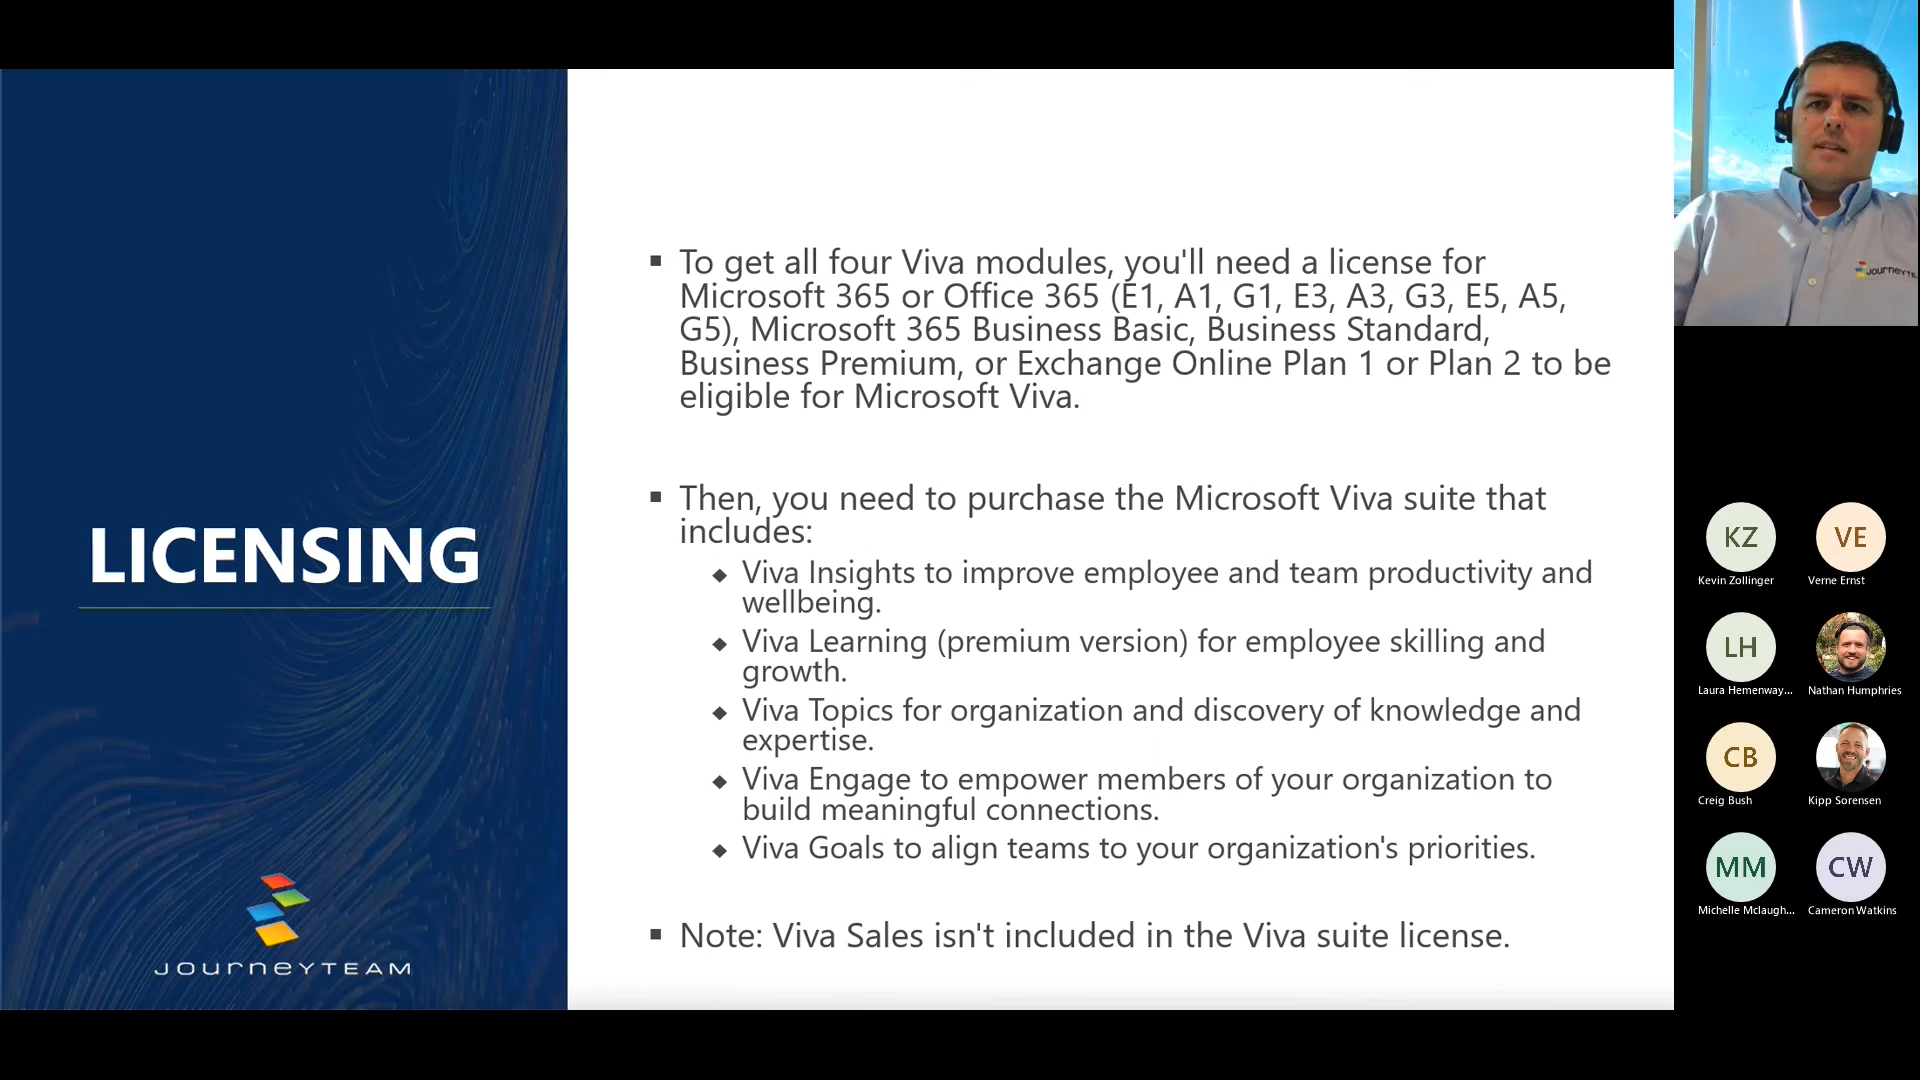 LICENSING
JOURNEYTEAM
▪ To get all four Viva modules, you'll need a license for
Microsoft 365 or Office 365 (E1, A1, G1, E3, A3, G3, E5, A5,
G5), Microsoft 365 Business Basic, Business Standard,
Business Premium, or Exchange Online Plan 1 or Plan 2 to be
eligible for Microsoft Viva.
▪ Then, you need to purchase the Microsoft Viva suite that
includes:
◆ Viva Insights to improve employee and team productivity and
wellbeing.
◆ Viva Learning (premium version) for employee skilling and
growth.
◆ Viva Topics for organization and discovery of knowledge and
expertise.
◆ Viva Engage to empower members of your organization to
build meaningful connections.
◆ Viva Goals to align teams to your organization's priorities.
▪ Note: Viva Sales isn't included in the Viva suite license.
JOURNEYTE
KZ
VE
Kevin Zollinger
Verne Ernst
LH
Laura Hemenway...
Nathan Humphries
CB
Creig Bush
Kipp Sorensen
MM
CW
Michelle Mclaugh...
Cameron Watkins